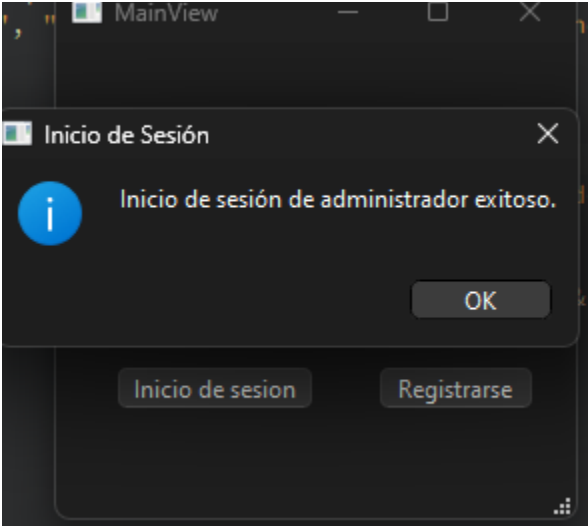 MainView
Inicio de Sesión
Inicio de sesión de administrador exitoso.
OK
Inicio de sesion
Registrarse